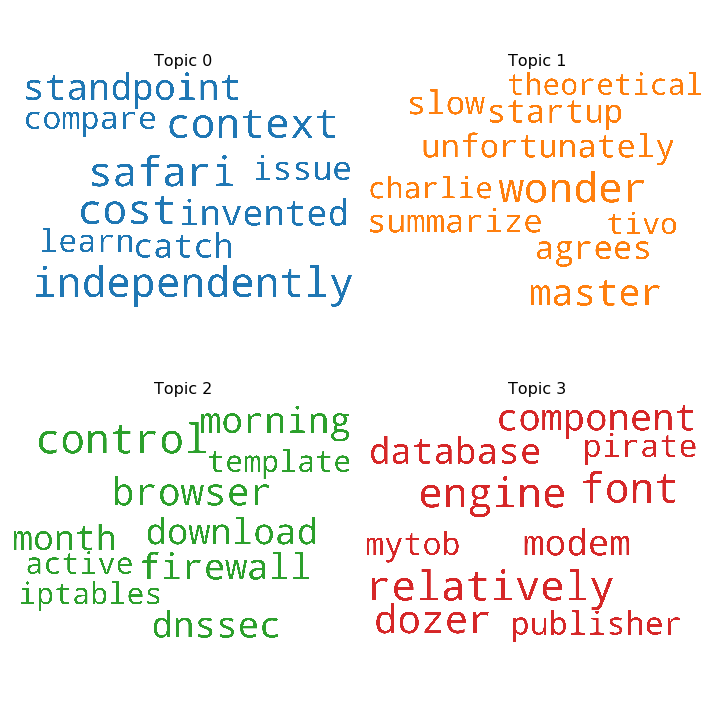 Topic 0
standpoint
compare context
safari issue
cost invented
learn catch
independently
Topic 1
theoretical
slow startup
unfortunately
charlie wonder
summarize tivo
agrees
master
Topic 2
morning
control
template
browser
month download
active firewall
iptables
dnssec
Topic 3
component
database pirate
engine font
mytob modem
relatively
dozer publisher